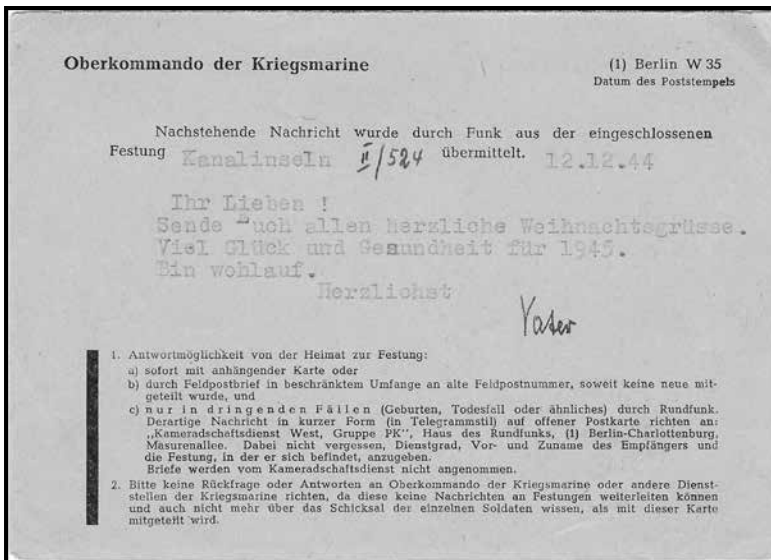 Oberkommando der Kriegsmarine
(1) Berlin W 35
Datum des Poststempels
Nachstehende Nachricht wurde durch Funk aus der eingeschlossenen
Festung Kanalinseln II/524 übermittelt. 12.12.44
Ihr Lieben !
Sende Euch allen herzliche Weihnachtsgrüsse.
Viel Glück und Gesundheit für 1945.
Bin wohlauf.
Herzlichst
Vater
1. Antwortmöglichkeit von der Heimat zur Festung:
a) sofort mit anhängender Karte oder
b) durch Feldpostbrief in beschränktem Umfange an alte Feldpostnummer, soweit keine neue mit-
geteilt wurde, und
c) nur in dringenden Fällen (Geburten, Todesfall oder ähnliches) durch Rundfunk.
Derartige Nachricht in kurzer Form (in Telegrammstil) auf offener Postkarte richten an:
„Kameradschaftsdienst West, Gruppe PK", Haus des Rundfunks, (1) Berlin-Charlottenburg,
Masurenallee. Dabei nicht vergessen, Dienstgrad, Vor- und Zuname des Empfängers und
die Festung, in der er sich befindet, anzugeben.
Briefe werden vom Kameradschaftsdienst nicht angenommen.
2. Bitte keine Rückfrage oder Antworten an Oberkommando der Kriegsmarine oder andere Dienst-
stellen der Kriegsmarine richten, da diese keine Nachrichten an Festungen weiterleiten können
und auch nicht mehr über das Schicksal der einzelnen Soldaten wissen, als mit dieser Karte
mitgeteilt wird.